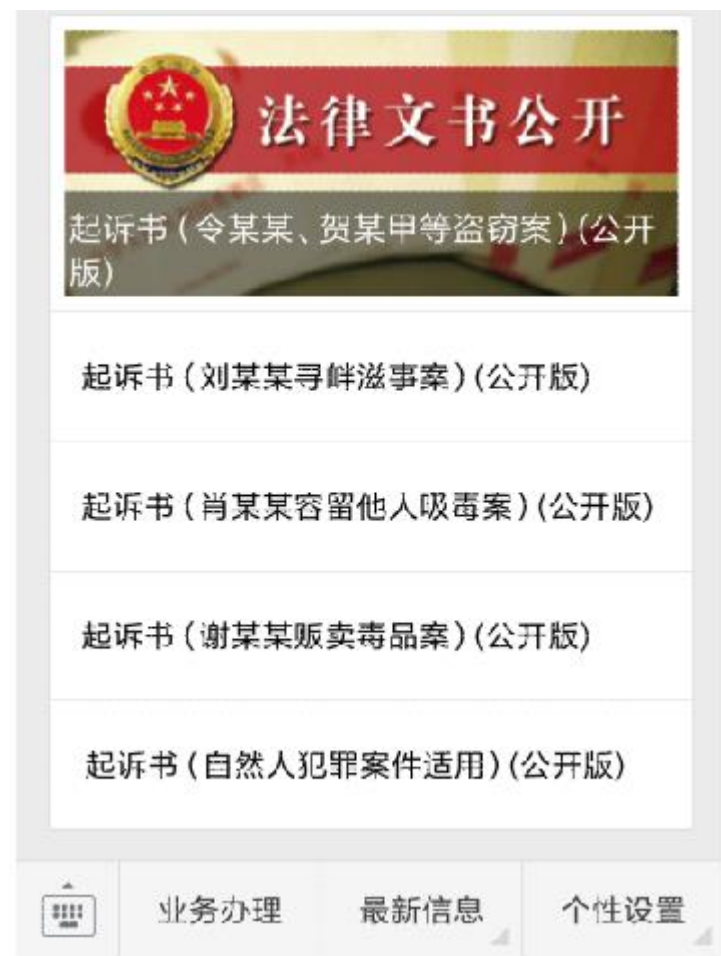 法律文书公开
起诉书(令某某、贺某甲等盗窃案)(公开
版)
起诉书(刘某某寻衅滋事案)(公开版)
起诉书(肖某某容留他人吸毒案)(公开版)
起诉书(谢某某贩卖毒品案)(公开版)
起诉书(自然人犯罪案件适用)(公开版)
业务办理 最新信息 个性设置